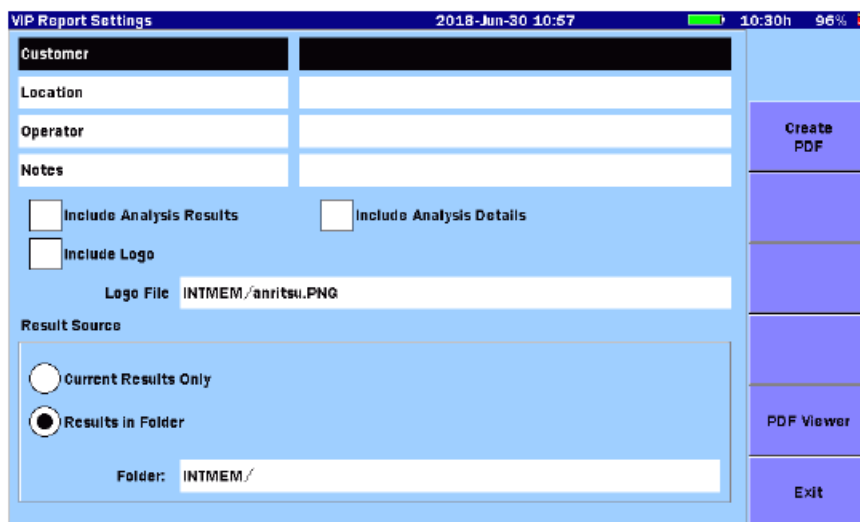 VIP Report Settings 2018-Jun-30 10:57 10:30h 96%
Customer
Location
Operator
Notes
Include Analysis Results Include Analysis Details
Include Logo
Logo File INTMEM/anritsu.PNG
Result Source
Current Results Only
Results in Folder
Folder: INTMEM/
Create
PDF
PDF Viewer
Exit